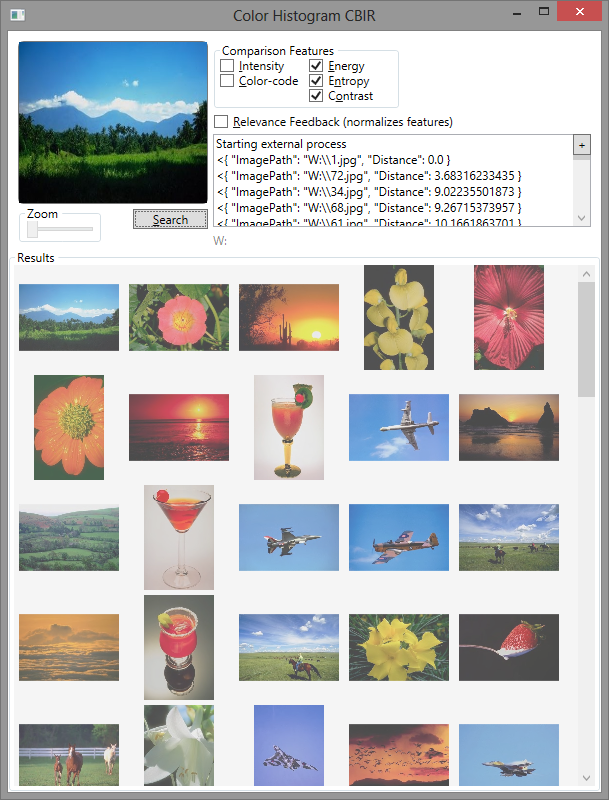 Color Histogram CBIR
Comparison Features
Intensity
Energy
Color-code
Entropy
Contrast
Relevance Feedback (normalizes features)
Starting external process
<{ "ImagePath": "W:\\1.jpg", "Distance": 0.0 }
<{ "ImagePath": "W:\\72.jpg", "Distance": 3.68316233435 }
<{ "ImagePath": "W:\\34.jpg", "Distance": 9.02235501873 }
<{ "ImagePath": "W:\\68.jpg", "Distance": 9.26715373957 }
<{ "ImagePath": "W:\\61.jpg", "Distance": 10.1661863701 }
+
Zoom
Search
W:
Results